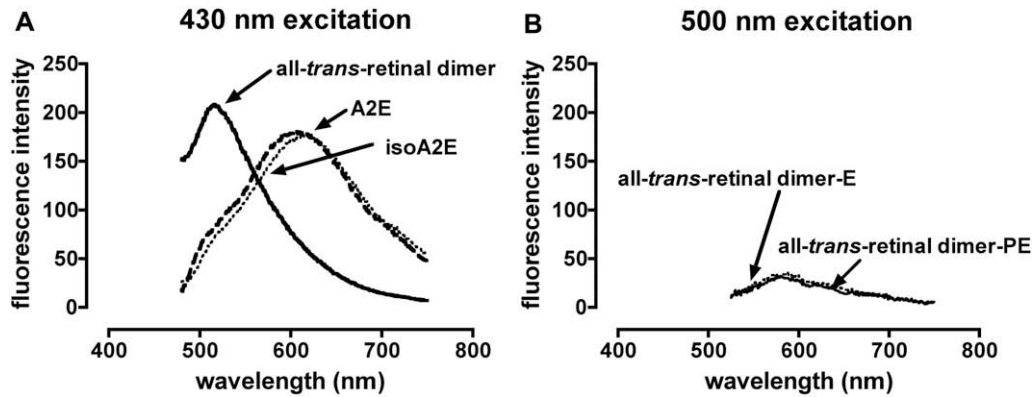 A
430 nm excitation
fluorescence intensity
250
200
150
100
50
0
all-trans-retinal dimer
A2E
isoA2E
400
500
600
700
800
wavelength (nm)
B
500 nm excitation
fluorescence intensity
250
200
150
100
50
0
all-trans-retinal dimer-E
all-trans-retinal dimer-PE
400
500
600
700
800
wavelength (nm)